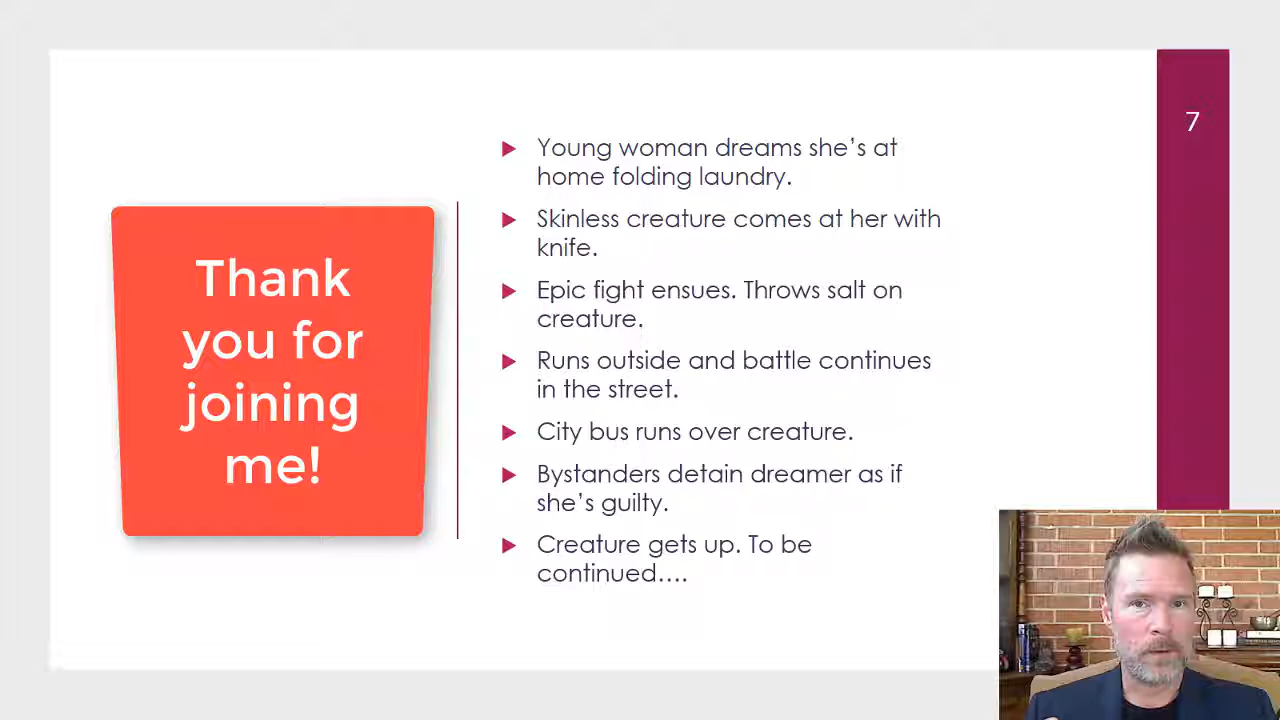 Thank
you for
joining
me!
Young woman dreams she’s at
home folding laundry.
Skinless creature comes at her with
knife.
Epic fight ensues. Throws salt on
creature.
Runs outside and battle continues
in the street.
City bus runs over creature.
Bystanders detain dreamer as if
she’s guilty.
Creature gets up. To be
continued….
7